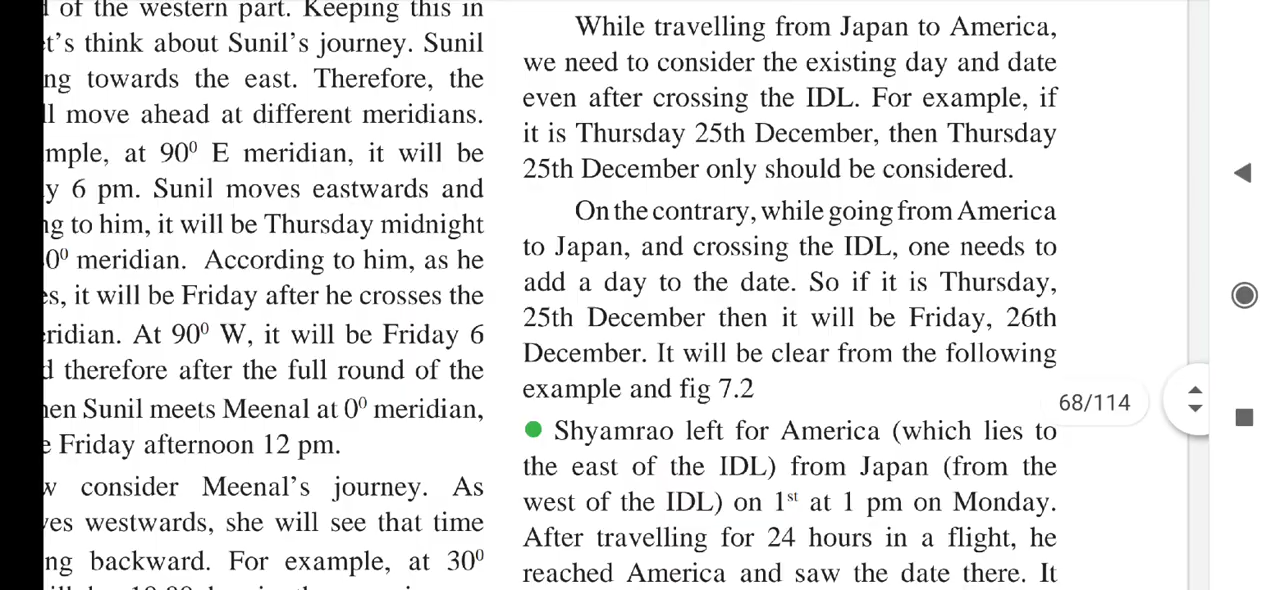 of the western part. Keeping this in
t's think about Sunil's journey. Sunil
ng towards the east. Therefore, the
ll move ahead at different meridians.
mple, at 90⁰ E meridian, it will be
y 6 pm. Sunil moves eastwards and
ng to him, it will be Thursday midnight
0⁰ meridian. According to him, as he
es, it will be Friday after he crosses the
ridian. At 90⁰ W, it will be Friday 6
d therefore after the full round of the
hen Sunil meets Meenal at 0⁰ meridian,
e Friday afternoon 12 pm.
w consider Meenal's journey. As
ves westwards, she will see that time
ng backward. For example, at 30⁰
While travelling from Japan to America,
we need to consider the existing day and date
even after crossing the IDL. For example, if
it is Thursday 25th December, then Thursday
25th December only should be considered.
On the contrary, while going from America
to Japan, and crossing the IDL, one needs to
add a day to the date. So if it is Thursday,
25th December then it will be Friday, 26th
December. It will be clear from the following
example and fig 7.2
Shyamrao left for America (which lies to
the east of the IDL) from Japan (from the
west of the IDL) on 1st at 1 pm on Monday.
After travelling for 24 hours in a flight, he
reached America and saw the date there. It
68/114